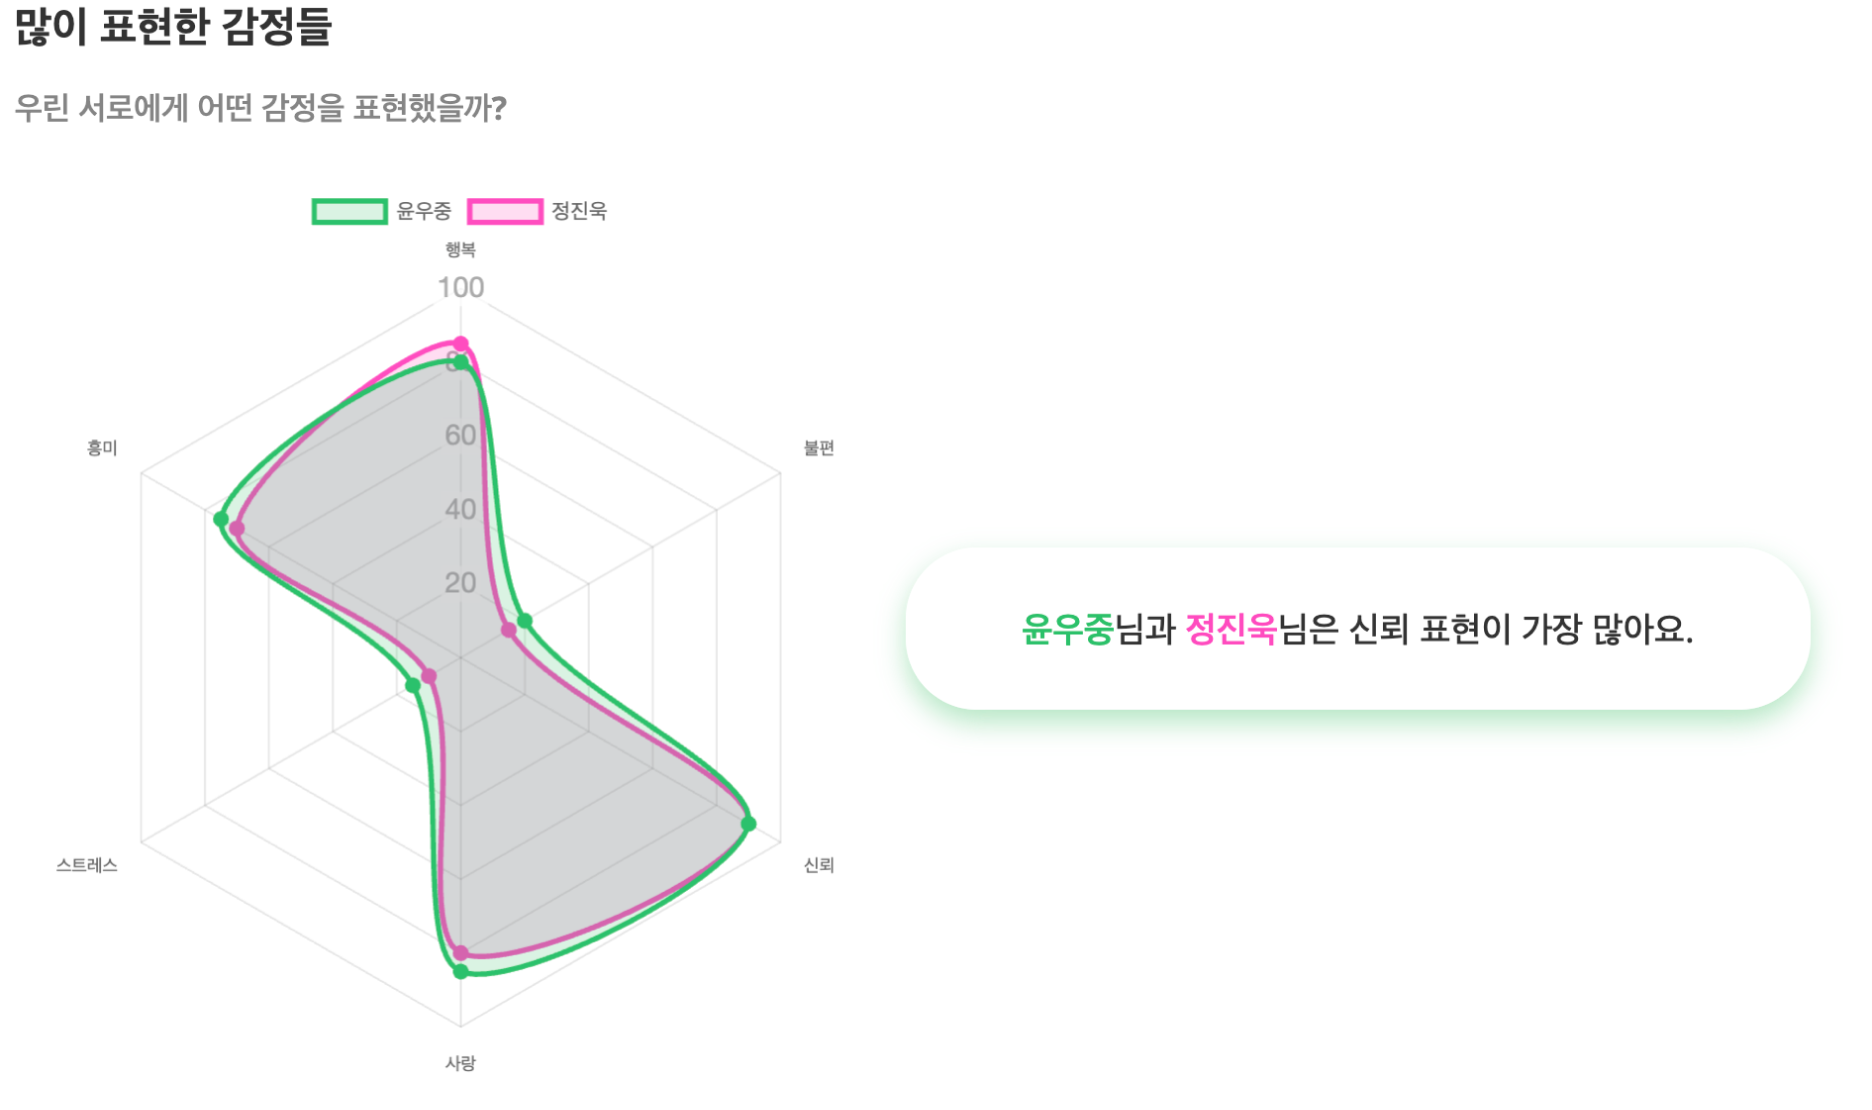 많이 표현한 감정들
우린 서로에게 어떤 감정을 표현했을까?
윤우중 정진욱
행복
100
80
60
40
20
흥미
불편
스트레스
신뢰
사랑
윤우중님과 정진욱님은 신뢰 표현이 가장 많아요.